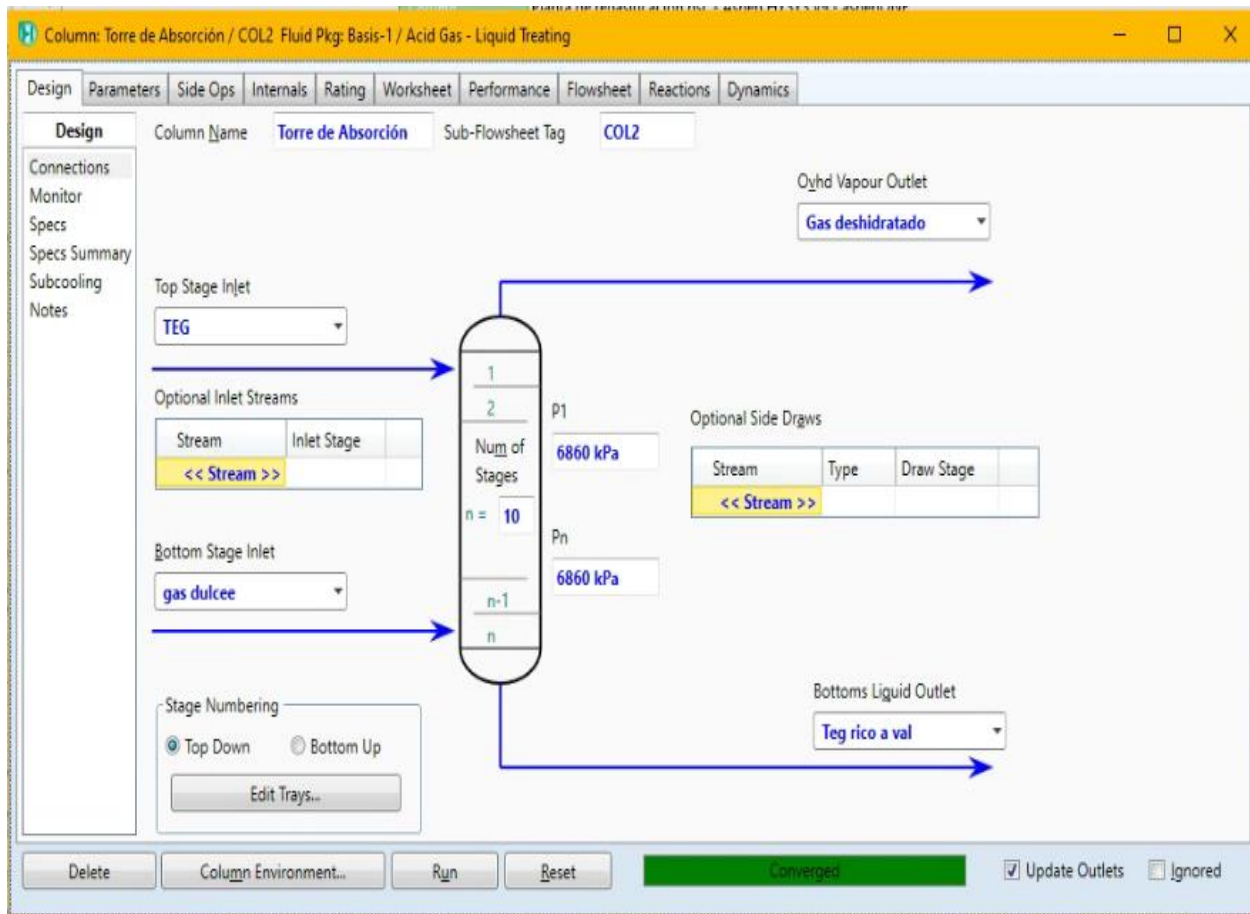 Column: Torre de Absorción / COL2 Fluid Pkg: Basis-1 / Acid Gas - Liquid Treating
Design Parameters Side Ops Internals Rating Worksheet Performance Flowsheet Reactions Dynamics
Design
Connections
Monitor
Specs
Specs Summary
Subcooling
Notes
Column Name Torre de Absorción Sub-Flowsheet Tag COL2
Ovhd Vapour Outlet
Gas deshidratado
Top Stage Inlet
TEG
Optional Inlet Streams
Stream Inlet Stage
<< Stream >>
Bottom Stage Inlet
gas dulcee
1
2
Num of
Stages
n = 10
n-1
n
P1
6860 kPa
Pn
6860 kPa
Optional Side Draws
Stream Type Draw Stage
<< Stream >>
Stage Numbering
Top Down Bottom Up
Edit Trays...
Bottoms Liquid Outlet
Teg rico a val
Delete Column Environment... Run Reset Converged Update Outlets Ignored